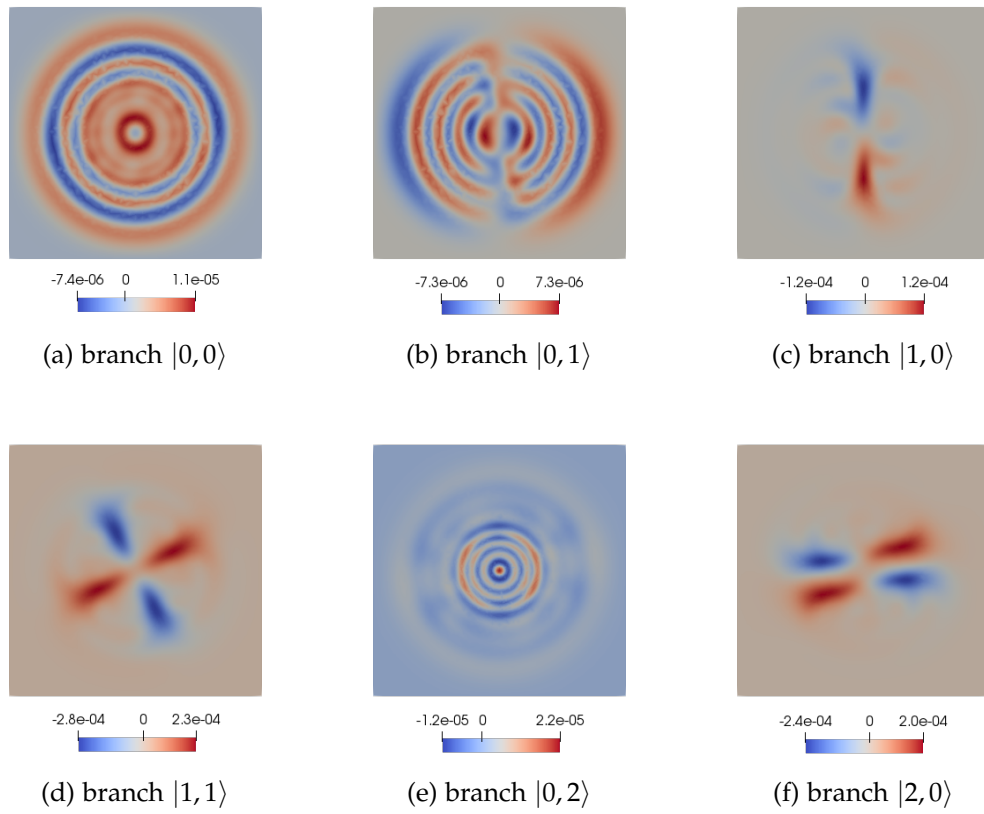 -7.4e-06 0 1.1e-05
-7.3e-06 0 7.3e-06
-1.2e-04 0 1.2e-04
(a) branch |0, 0⟩
(b) branch |0, 1⟩
(c) branch |1, 0⟩
-2.8e-04 0 2.3e-04
-1.2e-05 0 2.2e-05
-2.4e-04 0 2.0e-04
(d) branch |1, 1⟩
(e) branch |0, 2⟩
(f) branch |2, 0⟩